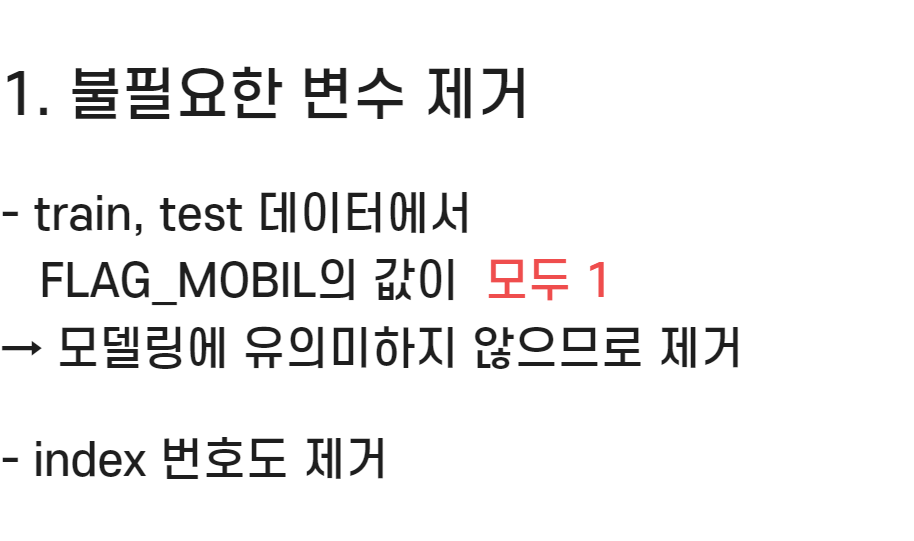 1. 불필요한 변수 제거
- train, test 데이터에서
FLAG_MOBIL의 값이 모두 1
→ 모델링에 유의미하지 않으므로 제거
- index 번호도 제거